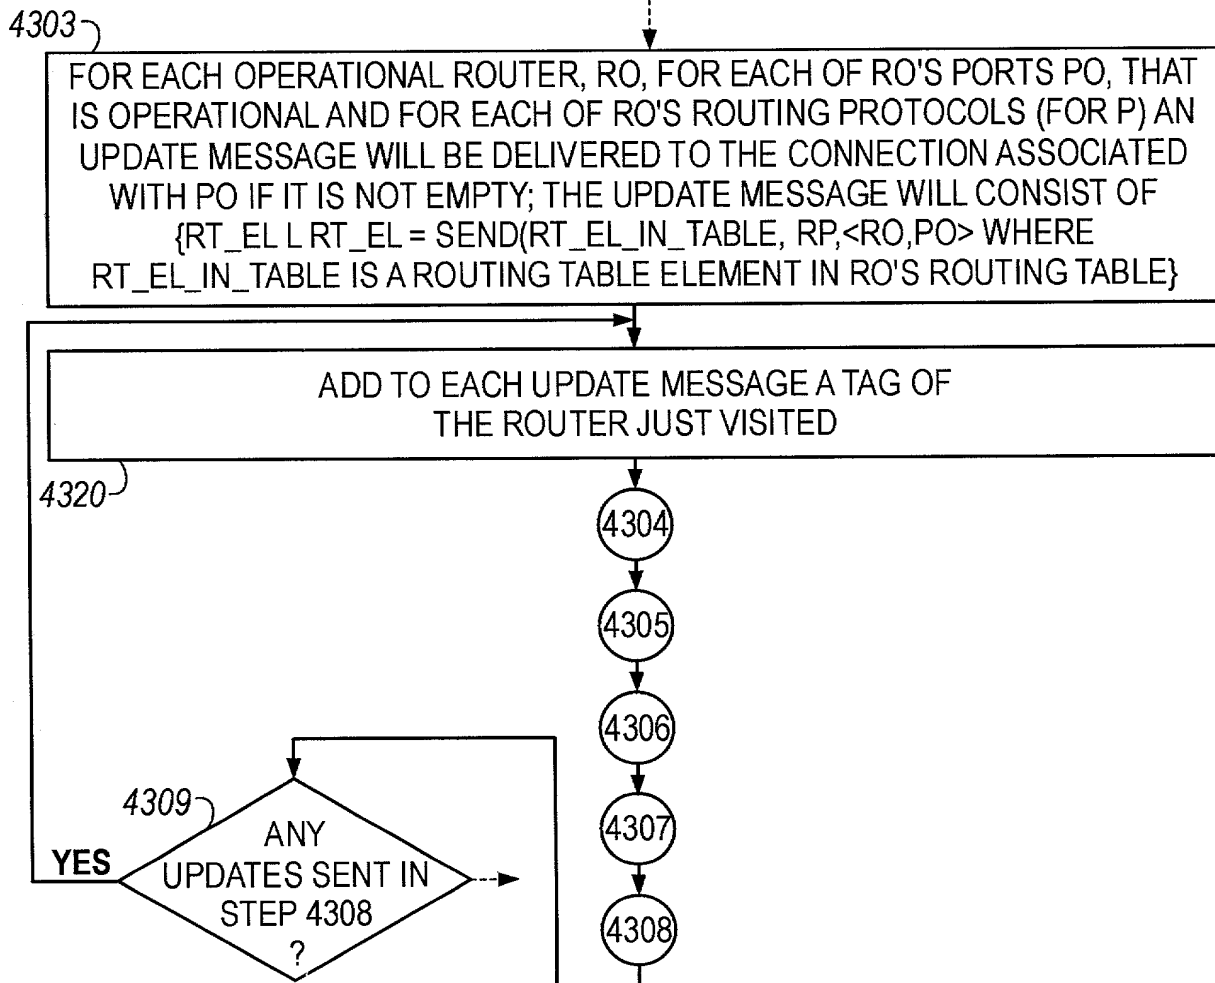 4303
FOR EACH OPERATIONAL ROUTER, RO, FOR EACH OF RO'S PORTS PO, THAT
IS OPERATIONAL AND FOR EACH OF RO'S ROUTING PROTOCOLS (FOR P) AN
UPDATE MESSAGE WILL BE DELIVERED TO THE CONNECTION ASSOCIATED
WITH PO IF IT IS NOT EMPTY; THE UPDATE MESSAGE WILL CONSIST OF
{RT_EL L RT_EL = SEND(RT_EL_IN_TABLE, RP,<RO,PO> WHERE
RT_EL_IN_TABLE IS A ROUTING TABLE ELEMENT IN RO'S ROUTING TABLE}
ADD TO EACH UPDATE MESSAGE A TAG OF
THE ROUTER JUST VISITED
4320
4304
4305
4306
4307
4308
4309
YES
ANY
UPDATES SENT IN
STEP 4308
?